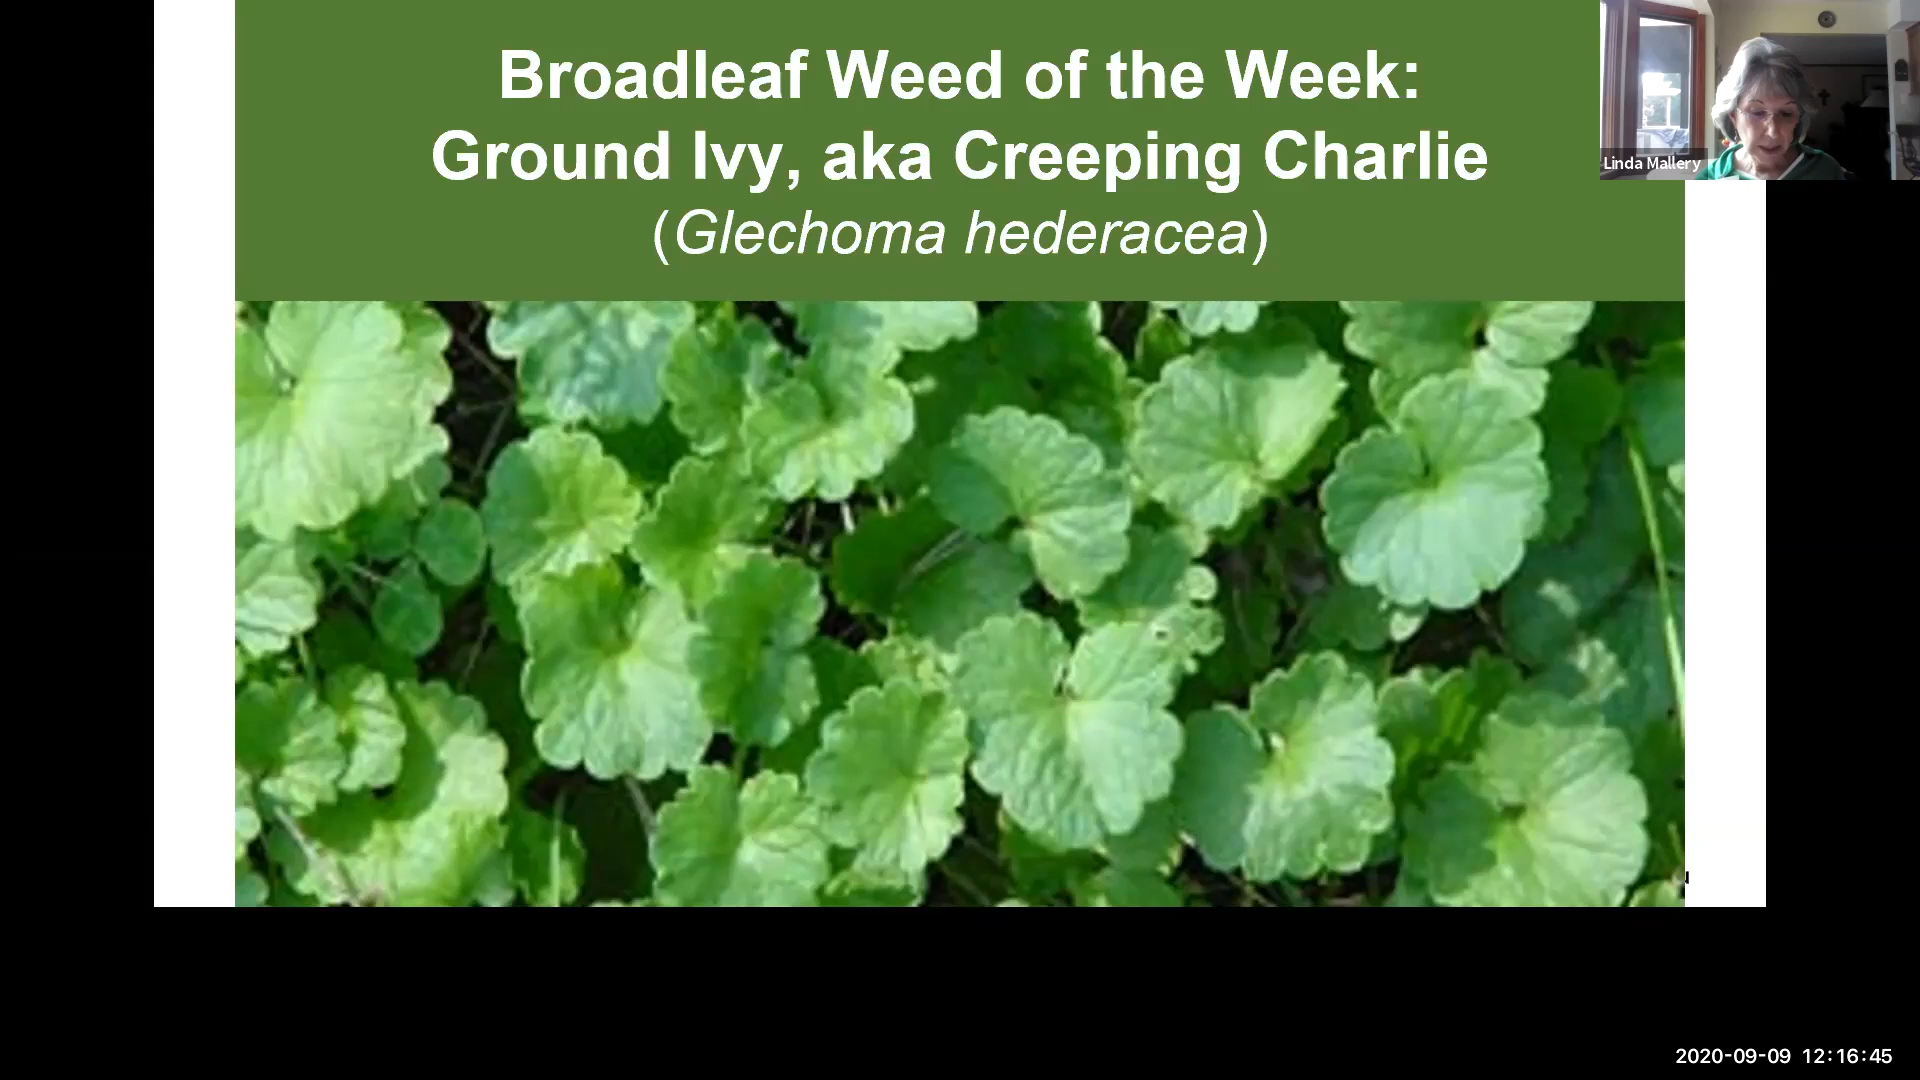 Broadleaf Weed of the Week:
Ground Ivy, aka Creeping Charlie
(Glechoma hederacea)
Linda Mallery
2020-09-09 12:16:45